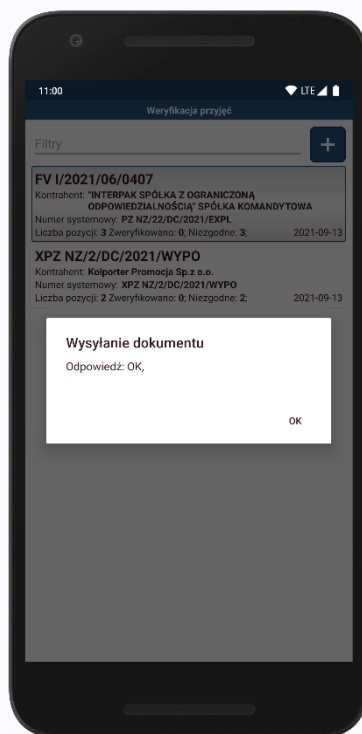 11:00 LTE
Weryfikacja przyjęć
Filtry +
FV I/2021/06/0407
Kontrahent: "INTERPAK SPÓŁKA Z OGRANICZONĄ
ODPOWIEDZIALNOŚCIĄ" SPÓŁKA KOMANDYTOWA
Numer systemowy: PZ NZ/22/DC/2021/EXPL
Liczba pozycji: 3 Zweryfikowano: 0; Niezgodne: 3; 2021-09-13
XPZ NZ/2/DC/2021/WYPO
Kontrahent: Kolporter Promocja Sp.z o.o.
Numer systemowy: XPZ NZ/2/DC/2021/WYPO
Liczba pozycji: 2 Zweryfikowano: 0; Niezgodne: 2; 2021-09-13
Wysyłanie dokumentu
Odpowiedź: OK,
OK